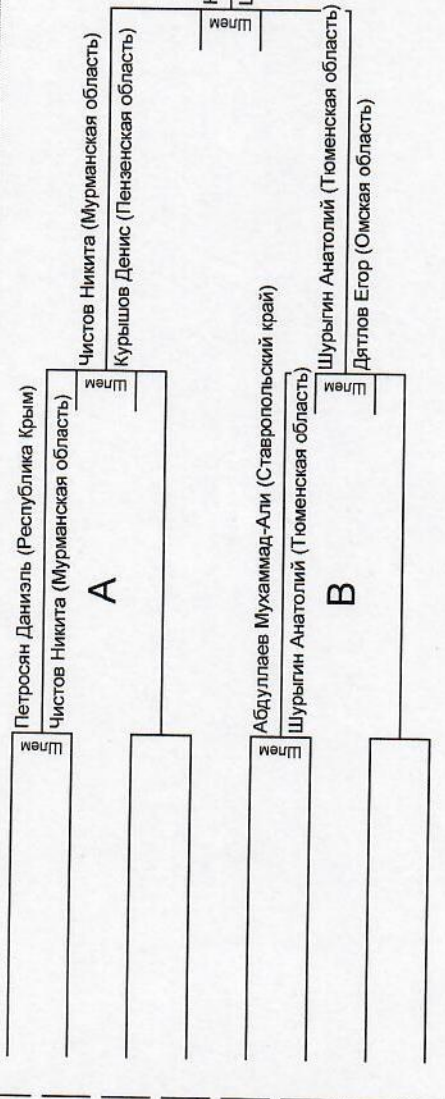 Петросян Даниэль (Республика Крым)
Шлем
Чистов Никита (Мурманская область)
A
Чистов Никита (Мурманская область)
Шлем
Курышов Денис (Пензенская область)
Шлем
Абдуллаев Мухаммад-Али (Ставропольский край)
Шлем
Шурыгин Анатолий (Тюменская область)
B
Шурыгин Анатолий (Тюменская область)
Шлем
Дятлов Егор (Омская область)